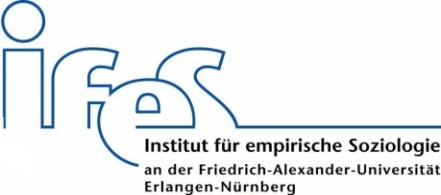 ifes
Institut für empirische Soziologie
an der Friedrich-Alexander-Universität
Erlangen-Nürnberg